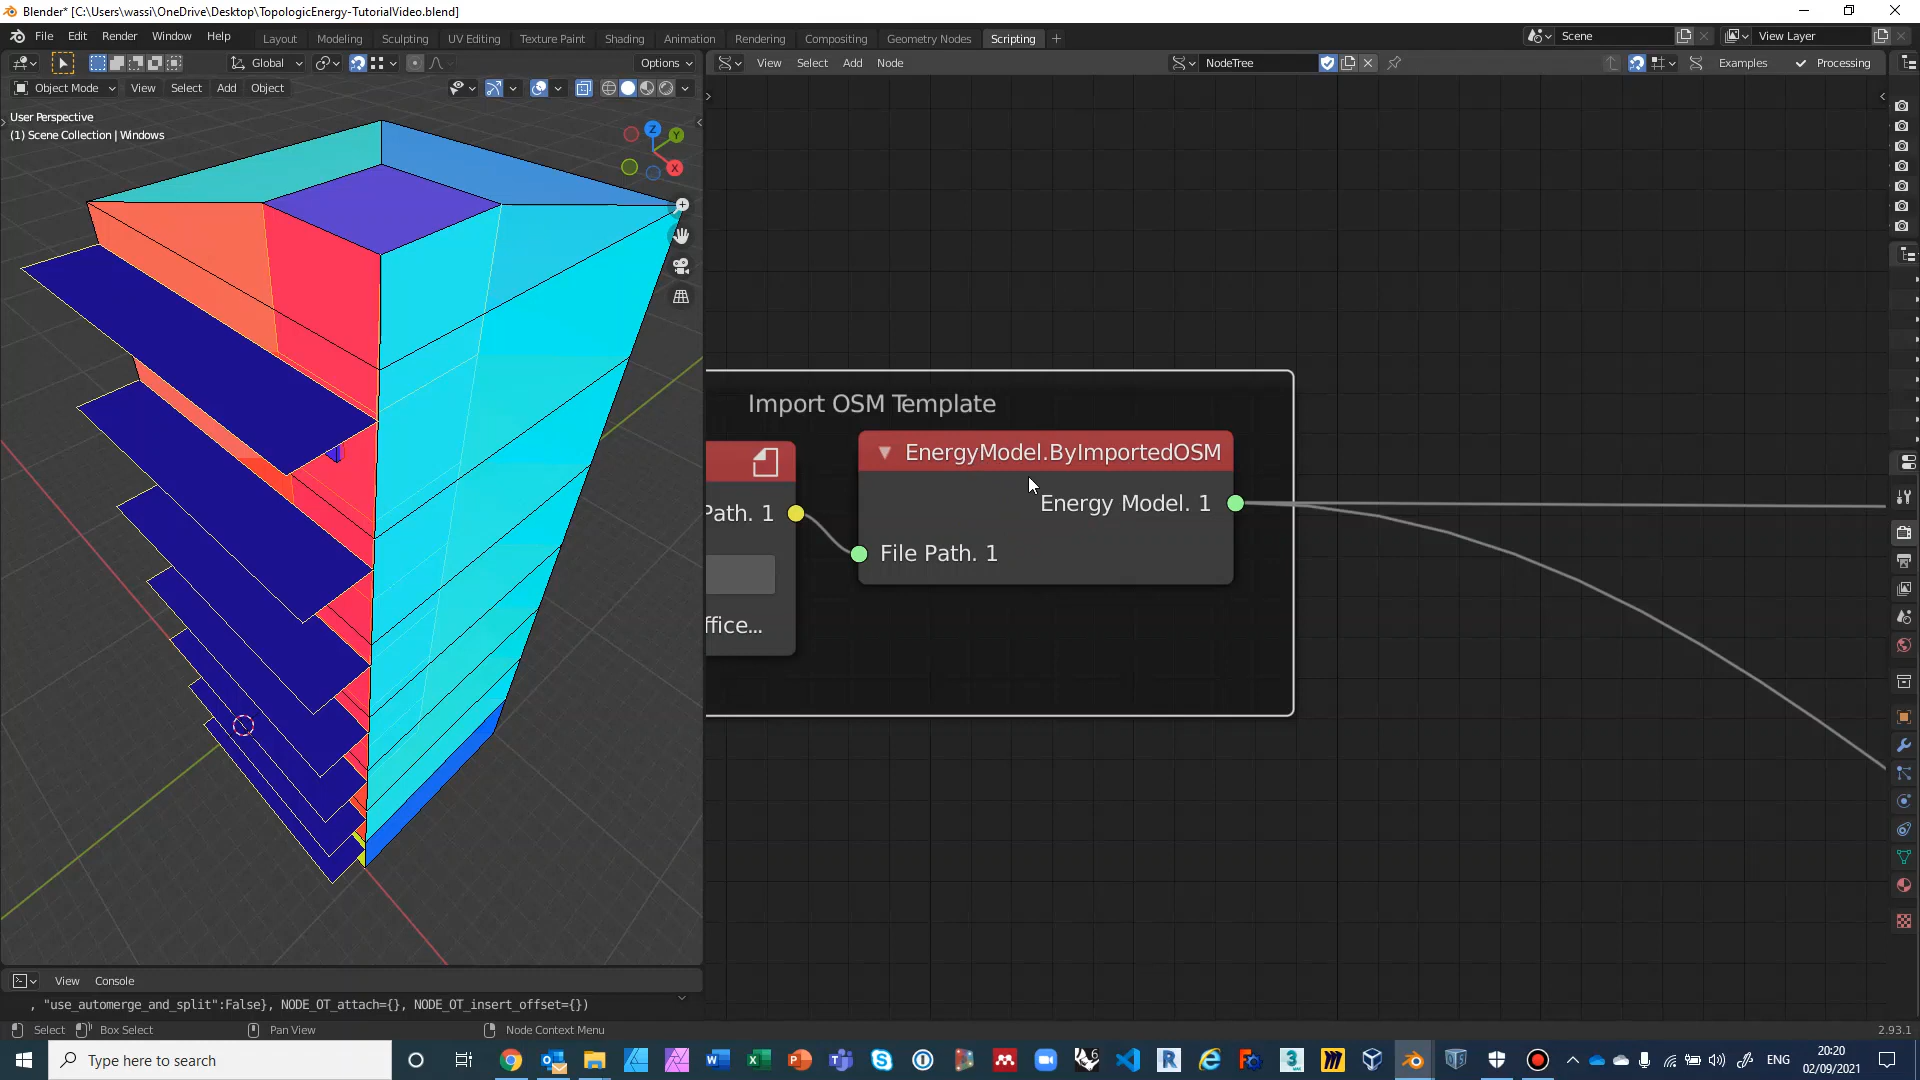 Blender* [C:\Users\wassi\OneDrive\Desktop\TopologicEnergy-TutorialVideo.blend]
File Edit Render Window Help
Layout Modeling Sculpting UV Editing Texture Paint Shading Animation Rendering Compositing Geometry Nodes Scripting +
Scene
View Layer
Global
Options
View Select Add Node
NodeTree
Examples
Processing
Object Mode
View Select Add Object
User Perspective
(1) Scene Collection | Windows
Z
Y
X
Import OSM Template
EnergyModel.ByImportedOSM
Energy Model. 1
Path. 1
File Path. 1
ffice...
View Console
, "use_automerge_and_split":False}, NODE_OT_attach={}, NODE_OT_insert_offset={})
Select
Box Select
Pan View
Node Context Menu
2.93.1
Type here to search
ENG
20:20
02/09/2021